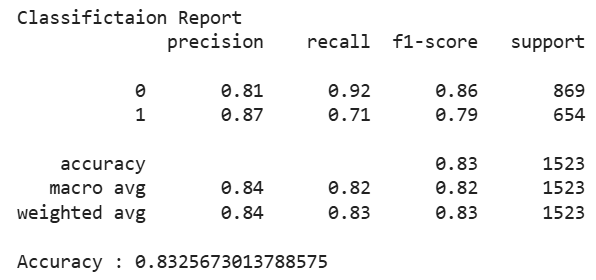 Classifictaion Report
              precision    recall  f1-score   support

           0       0.81      0.92      0.86       869
           1       0.87      0.71      0.79       654

    accuracy                           0.83      1523
   macro avg       0.84      0.82      0.82      1523
weighted avg       0.84      0.83      0.83      1523

Accuracy : 0.8325673013788575